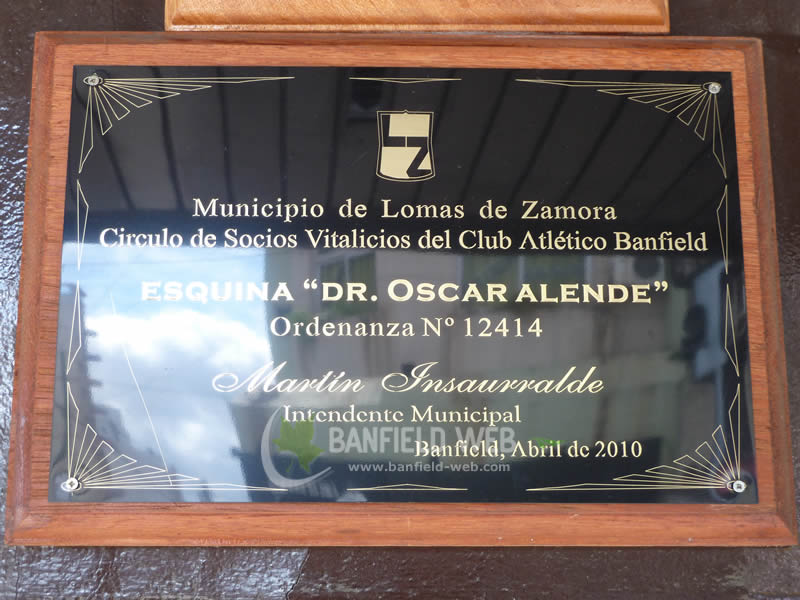 LZ
Municipio de Lomas de Zamora
Circulo de Socios Vitalicios del Club Atlético Banfield
ESQUINA “DR. OSCAR ALENDE”
Ordenanza Nº 12414
Martín Insaurralde
Intendente Municipal
BANFIELD WEB
Banfield, Abril de 2010
www.banfield-web.com